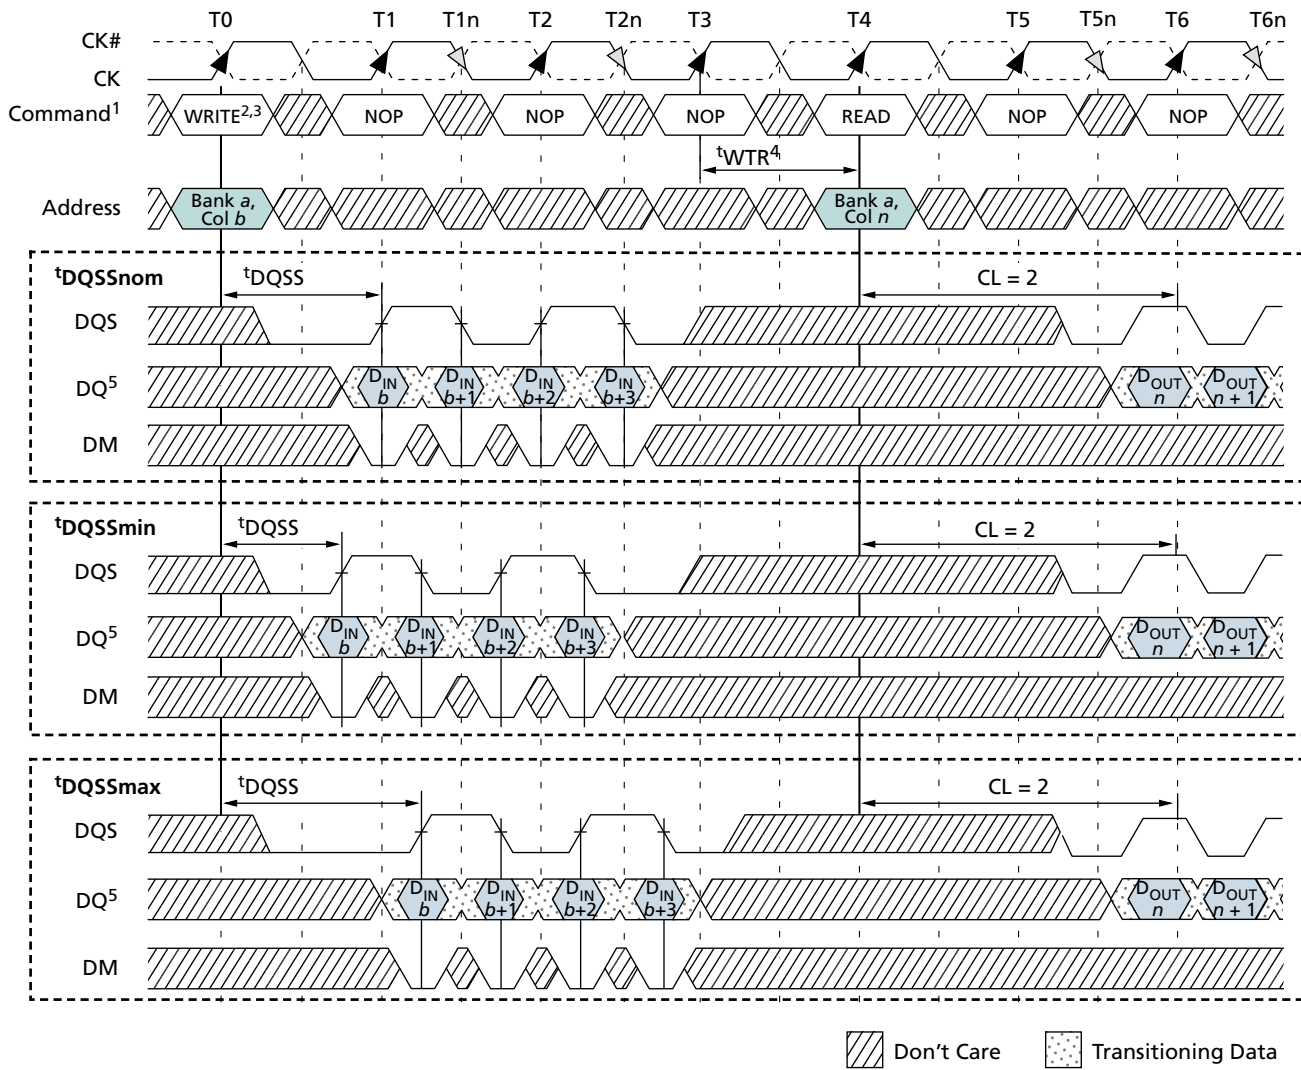 T0 T1 T1n T2 T2n T3 T4 T5 T5n T6 T6n
CK#
CK
Command1 WRITE2,3 NOP NOP NOP READ NOP NOP
tWTR4
Address Bank a, Col b Bank a, Col n
tDQSSnom tDQSS CL = 2
DQS
DQ5 DIN b DIN b+1 DIN b+2 DIN b+3 DOUT n DOUT n + 1
DM
tDQSSmin tDQSS CL = 2
DQS
DQ5 DIN b DIN b+1 DIN b+2 DIN b+3 DOUT n DOUT n + 1
DM
tDQSSmax tDQSS CL = 2
DQS
DQ5 DIN b DIN b+1 DIN b+2 DIN b+3 DOUT n DOUT n + 1
DM
Don't Care Transitioning Data